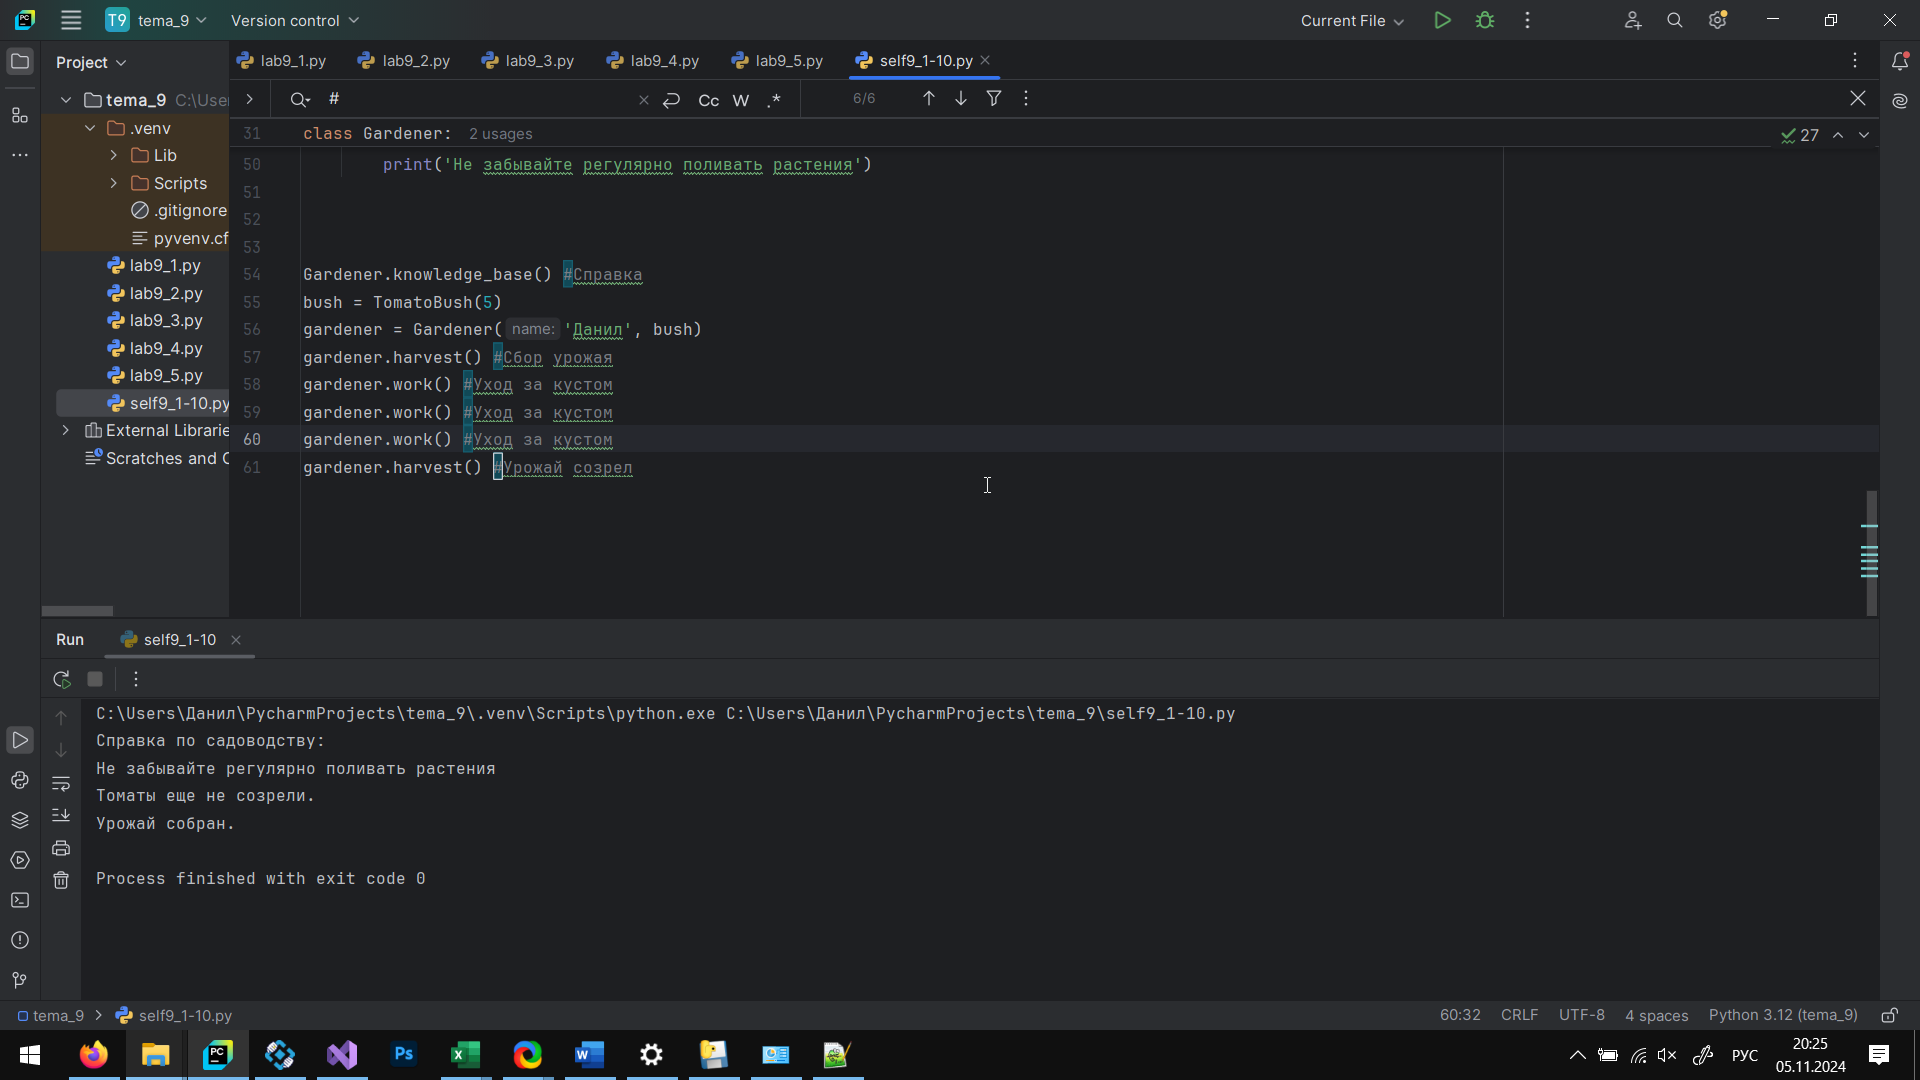 T9 tema_9 Version control Current File
Project
lab9_1.py lab9_2.py lab9_3.py lab9_4.py lab9_5.py self9_1-10.py
tema_9 C:\Use
# Cc W .* 6/6
.venv
Lib
Scripts
.gitignore
pyvenv.cf
lab9_1.py
lab9_2.py
lab9_3.py
lab9_4.py
lab9_5.py
self9_1-10.py
External Librarie
Scratches and C
31 class Gardener: 2 usages 27
50 print('Не забывайте регулярно поливать растения')
51
52
53
54 Gardener.knowledge_base() #Справка
55 bush = TomatoBush(5)
56 gardener = Gardener( name: 'Данил', bush)
57 gardener.harvest() #Сбор урожая
58 gardener.work() #Уход за кустом
59 gardener.work() #Уход за кустом
60 gardener.work() #Уход за кустом
61 gardener.harvest() #Урожай созрел
Run self9_1-10
C:\Users\Данил\PycharmProjects\tema_9\.venv\Scripts\python.exe C:\Users\Данил\PycharmProjects\tema_9\self9_1-10.py
Справка по садоводству:
Не забывайте регулярно поливать растения
Томаты еще не созрели.
Урожай собран.
Process finished with exit code 0
tema_9 > self9_1-10.py 60:32 CRLF UTF-8 4 spaces Python 3.12 (tema_9)
PC Ps X W РУС 20:25
05.11.2024